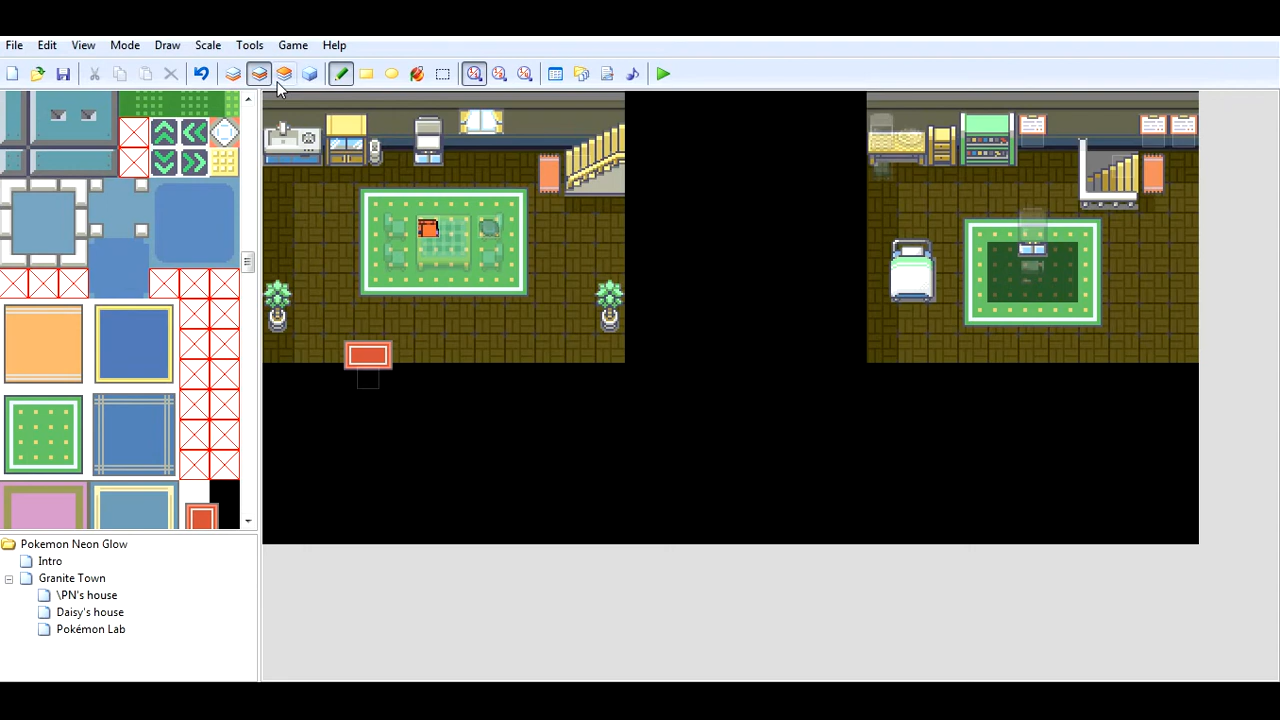 File Edit View Mode Draw Scale Tools Game Help
Pokemon Neon Glow
Intro
Granite Town
\PN's house
Daisy's house
Pokémon Lab